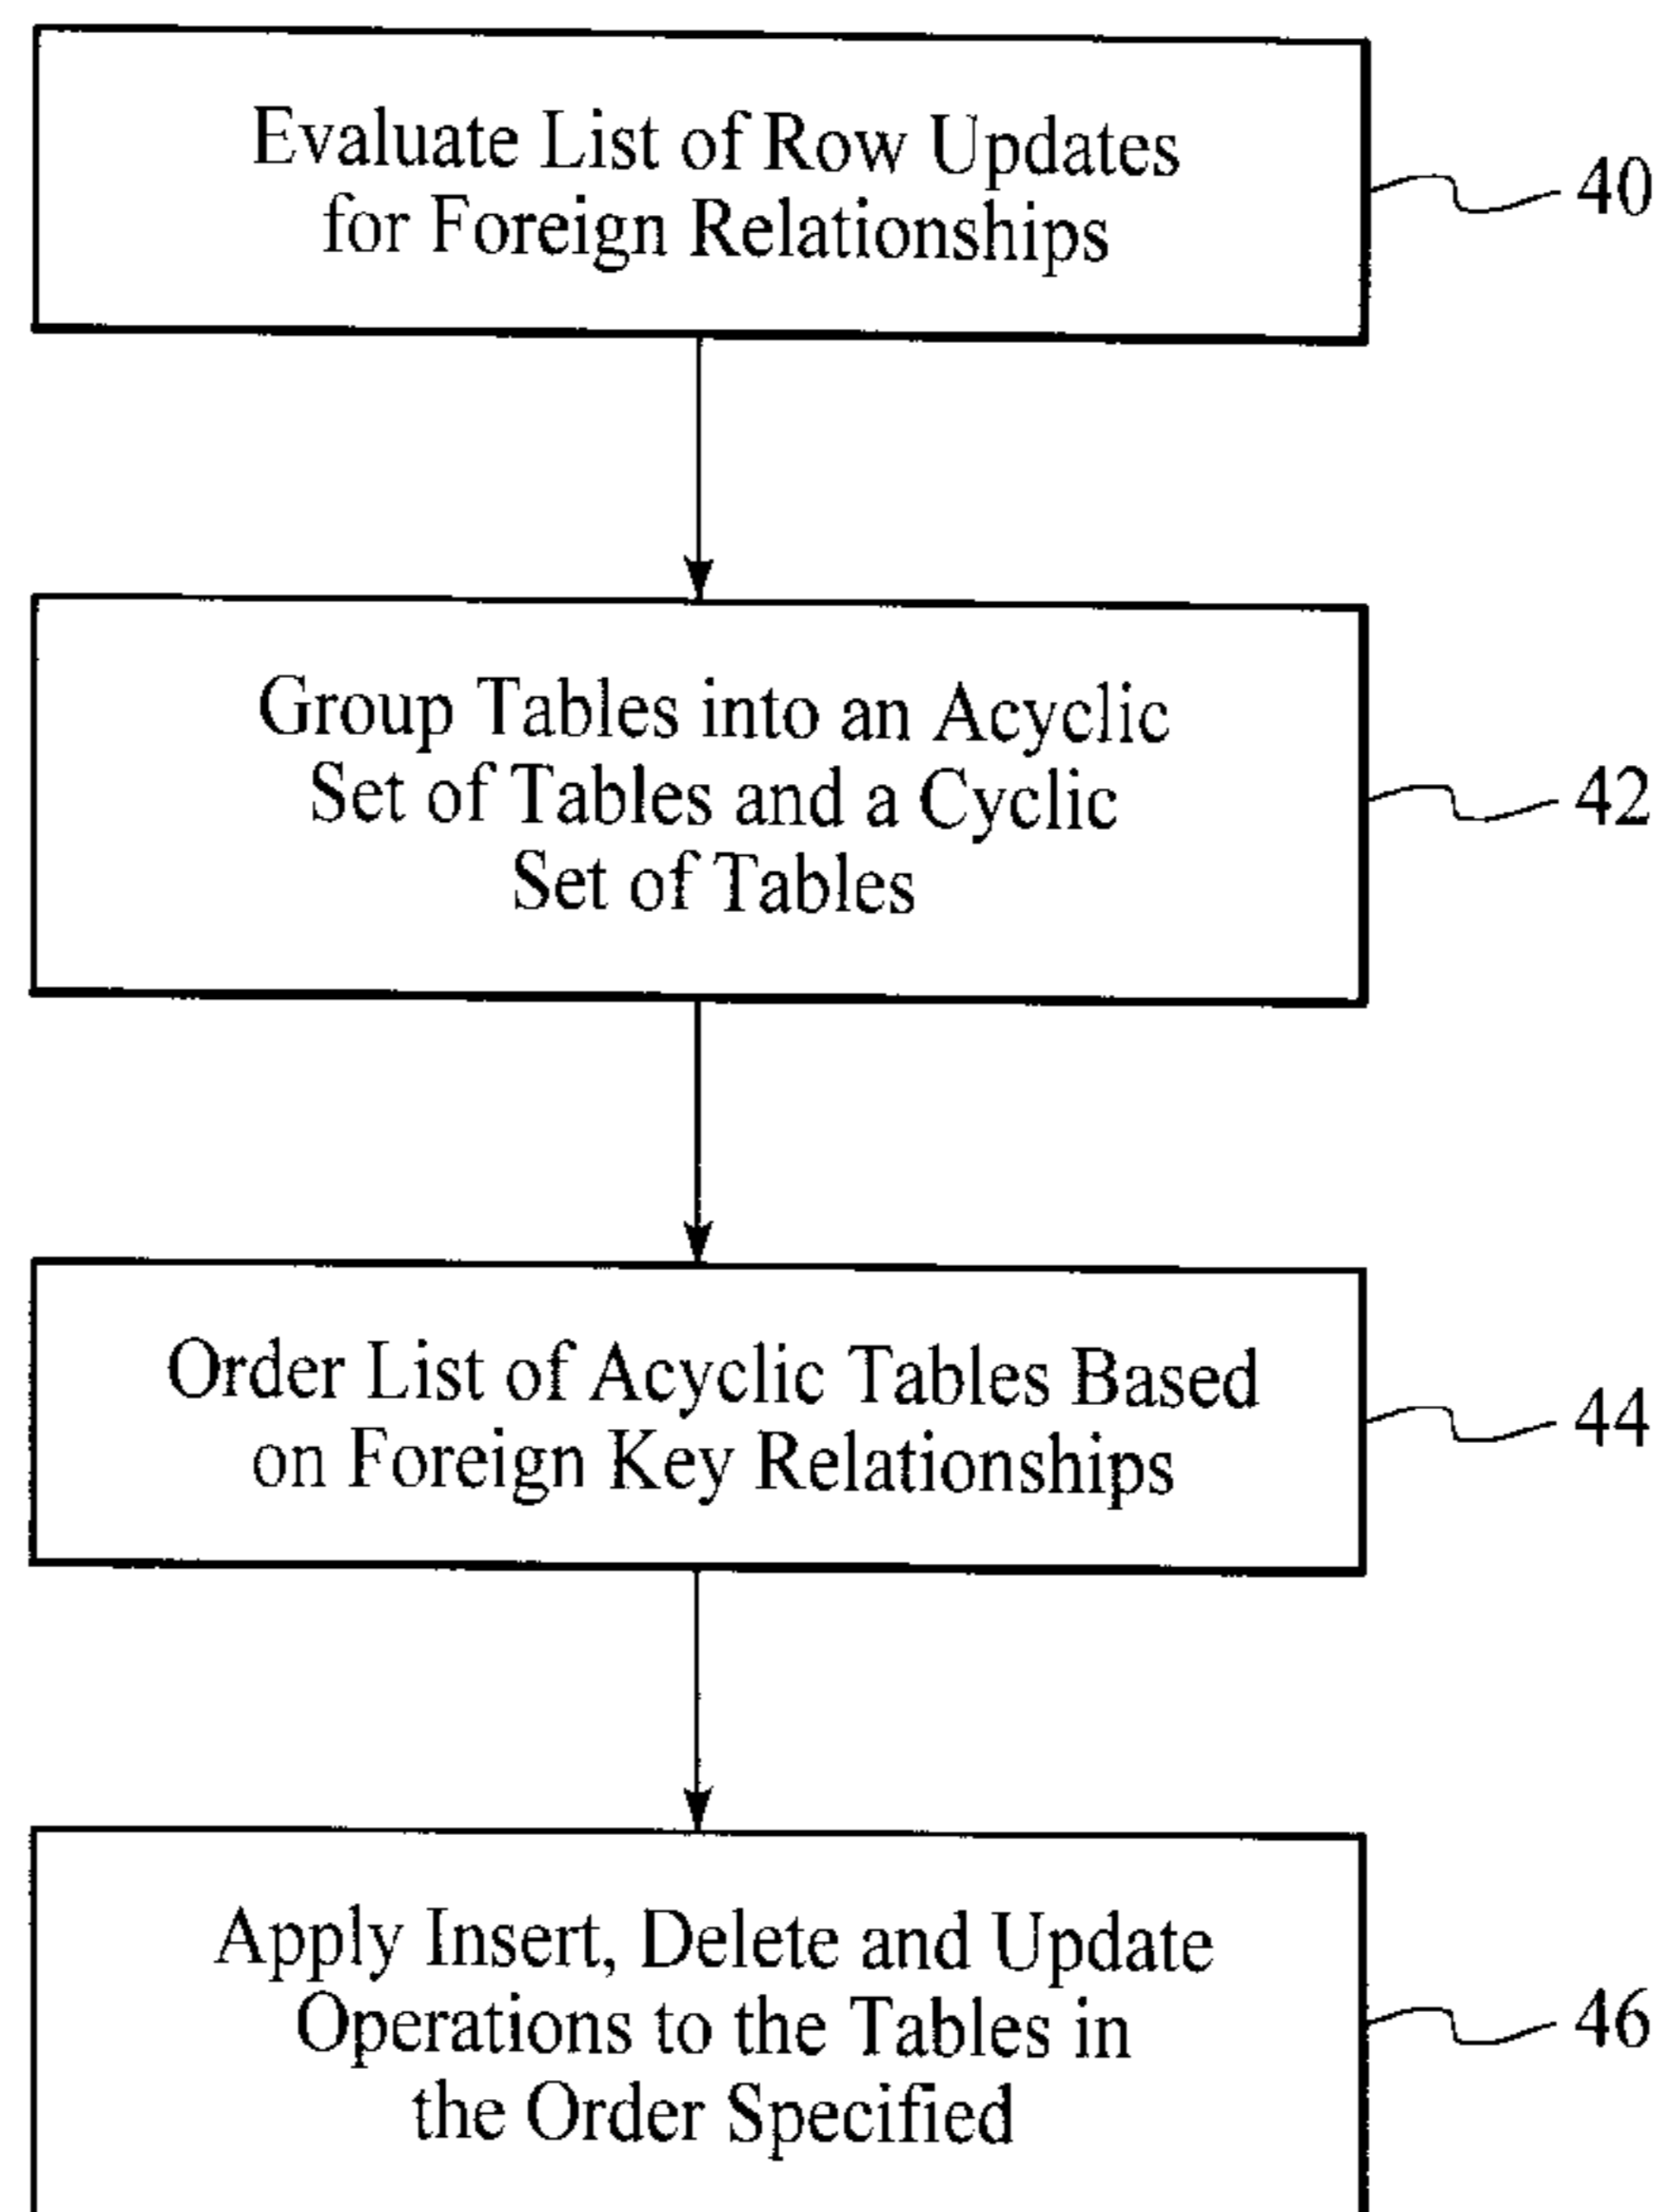 Evaluate List of Row Updates
for Foreign Relationships
40
Group Tables into an Acyclic
Set of Tables and a Cyclic
Set of Tables
42
Order List of Acyclic Tables Based
on Foreign Key Relationships
44
Apply Insert, Delete and Update
Operations to the Tables in
the Order Specified
46